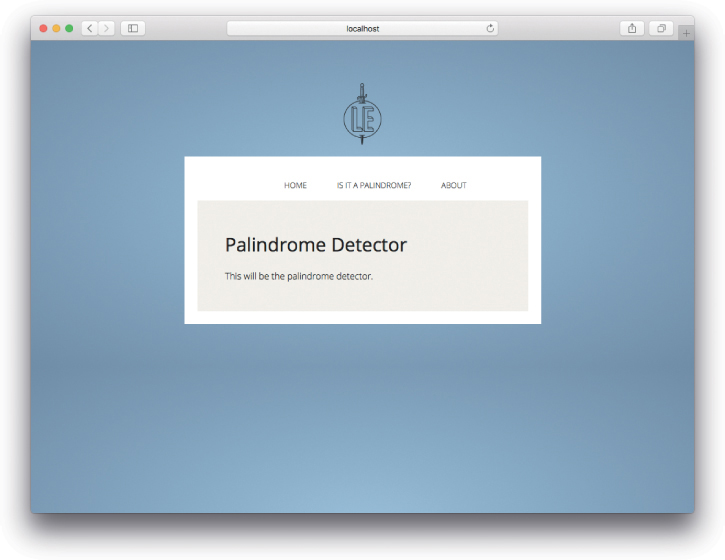 localhost
LE
HOME IS IT A PALINDROME? ABOUT
Palindrome Detector
This will be the palindrome detector.